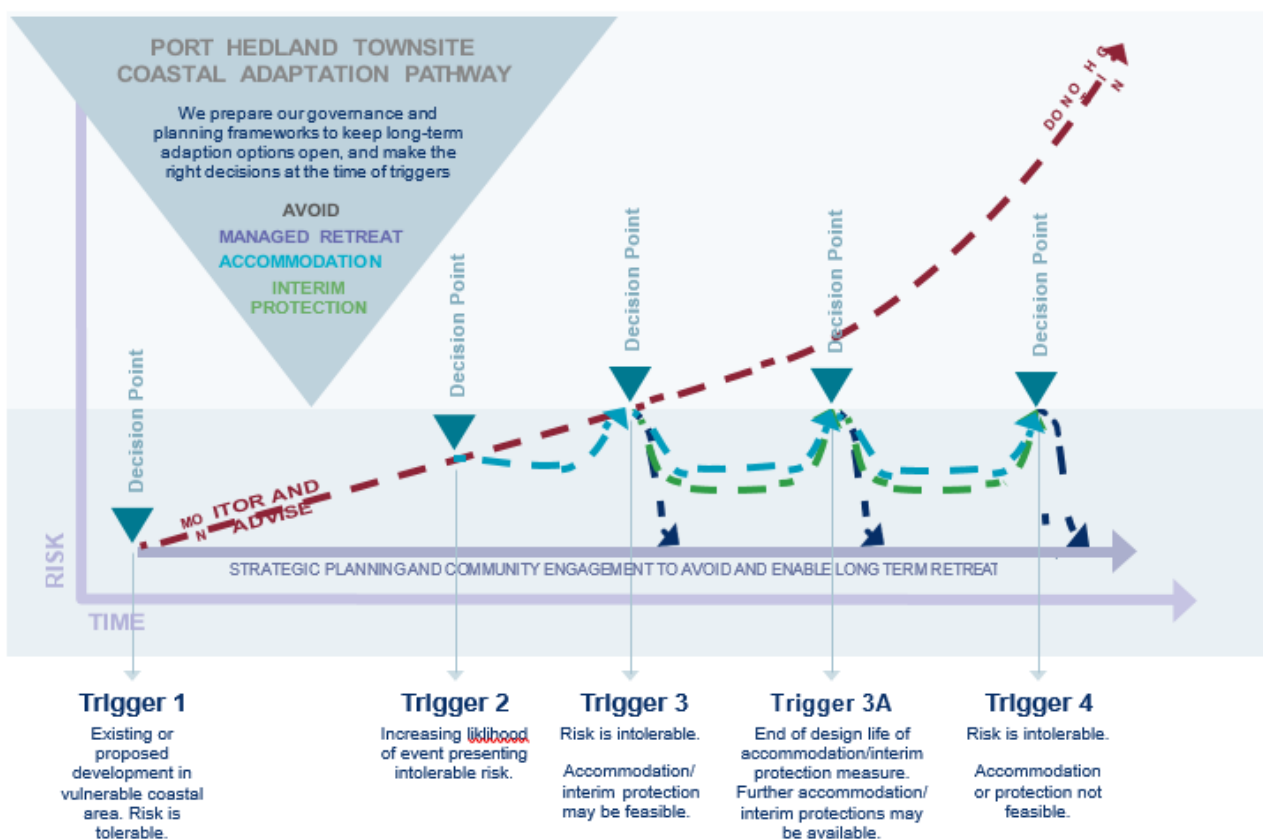 PORT HEDLAND TOWNSITE
COASTAL ADAPTATION PATHWAY
We prepare our governance and
planning frameworks to keep long-term
adaption options open, and make the
right decisions at the time of triggers
AVOID
MANAGED RETREAT
ACCOMMODATION
INTERIM
PROTECTION
DO NOTHING
Decision Point
Decision Point
Decision Point
Decision Point
Decision Point
MONITOR AND
ADVISE
RISK
STRATEGIC PLANNING AND COMMUNITY ENGAGEMENT TO AVOID AND ENABLE LONG TERM RETREAT
TIME
Trigger 1
Existing or
proposed
development in
vulnerable coastal
area. Risk is
tolerable.
Trigger 2
Increasing liklihood
of event presenting
intolerable risk.
Trigger 3
Risk is intolerable.
Accommodation/
interim protection
may be feasible.
Trigger 3A
End of design life of
accommodation/interim
protection measure.
Further accommodation/
interim protections may
be available.
Trigger 4
Risk is intolerable.
Accommodation
or protection not
feasible.